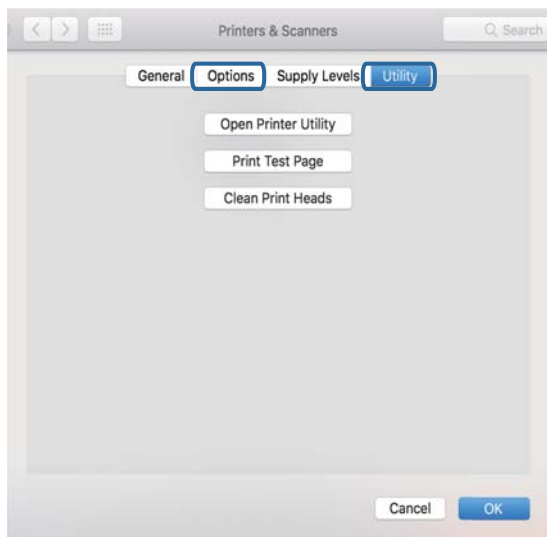 Printers & Scanners
Search
General Options Supply Levels Utility
Open Printer Utility
Print Test Page
Clean Print Heads
Cancel OK